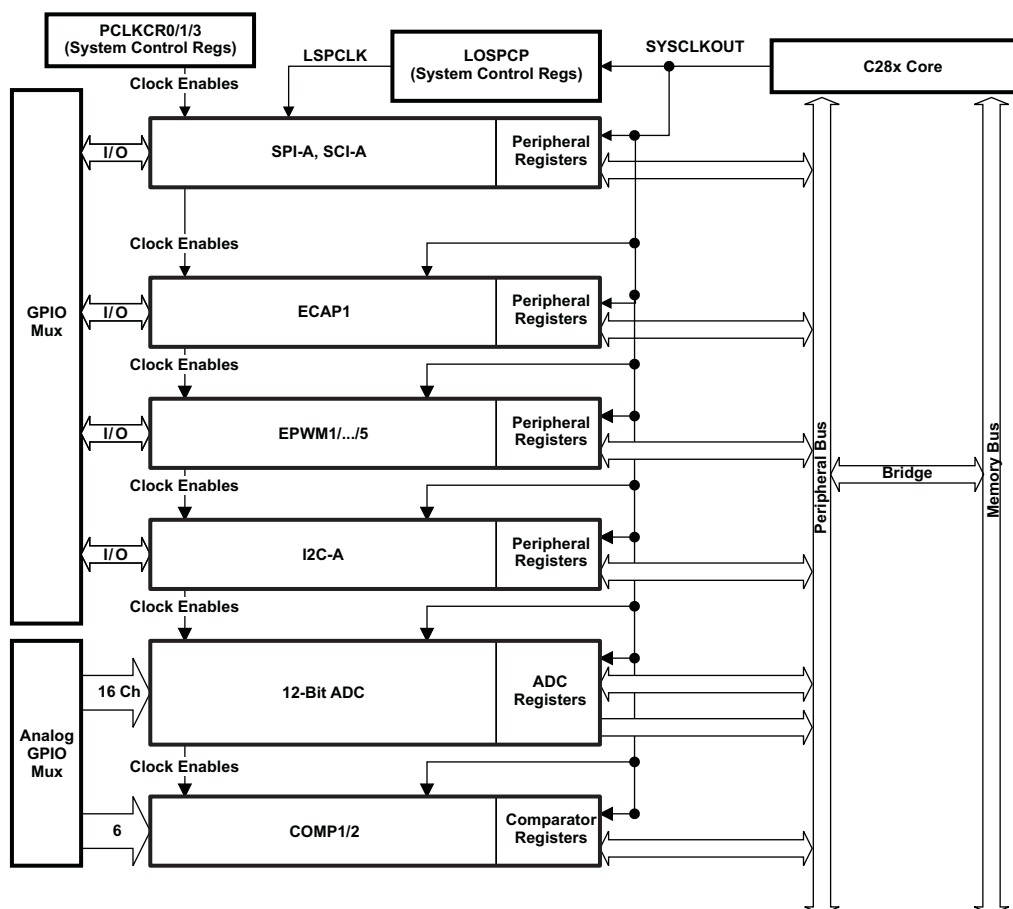 PCLKCR0/1/3
(System Control Regs)
LSPCLK
LOSPCP
(System Control Regs)
SYSCLKOUT
C28x Core
Clock Enables
I/O
SPI-A, SCI-A
Peripheral
Registers
Clock Enables
GPIO
Mux
I/O
ECAP1
Peripheral
Registers
Clock Enables
I/O
EPWM1/.../5
Peripheral
Registers
Peripheral Bus
Bridge
Memory Bus
Clock Enables
I/O
I2C-A
Peripheral
Registers
Clock Enables
16 Ch
12-Bit ADC
ADC
Registers
Analog
GPIO
Mux
Clock Enables
6
COMP1/2
Comparator
Registers